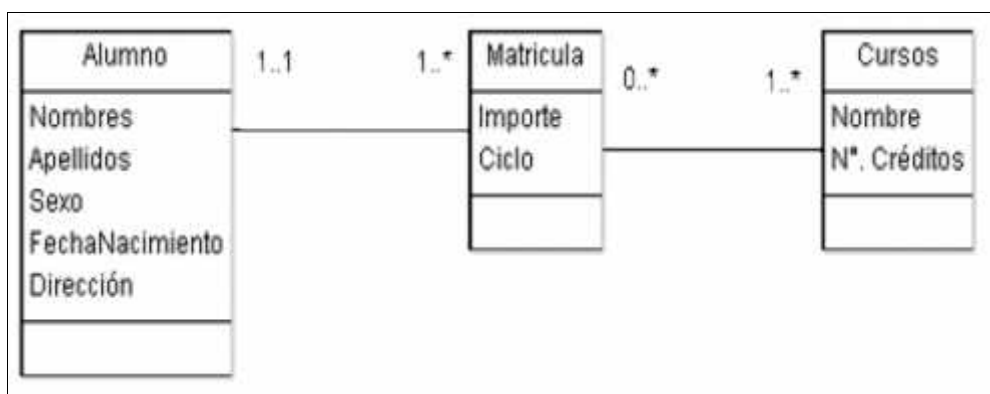 Alumno
Nombres
Apellidos
Sexo
FechaNacimiento
Dirección
1..1
1..*
Matricula
Importe
Ciclo
0..*
1..*
Cursos
Nombre
N°. Créditos